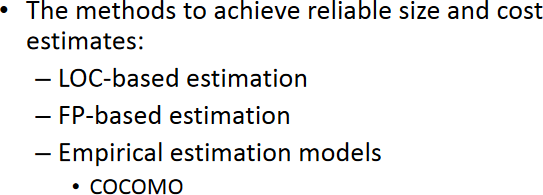 • The methods to achieve reliable size and cost
estimates:
– LOC-based estimation
– FP-based estimation
– Empirical estimation models
• COCOMO